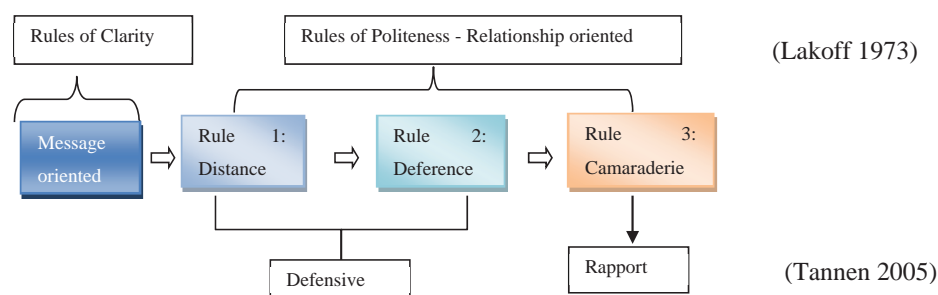 Rules of Clarity
Rules of Politeness - Relationship oriented
(Lakoff 1973)
Message
oriented
Rule 1:
Distance
Rule 2:
Deference
Rule 3:
Camaraderie
Defensive
Rapport
(Tannen 2005)